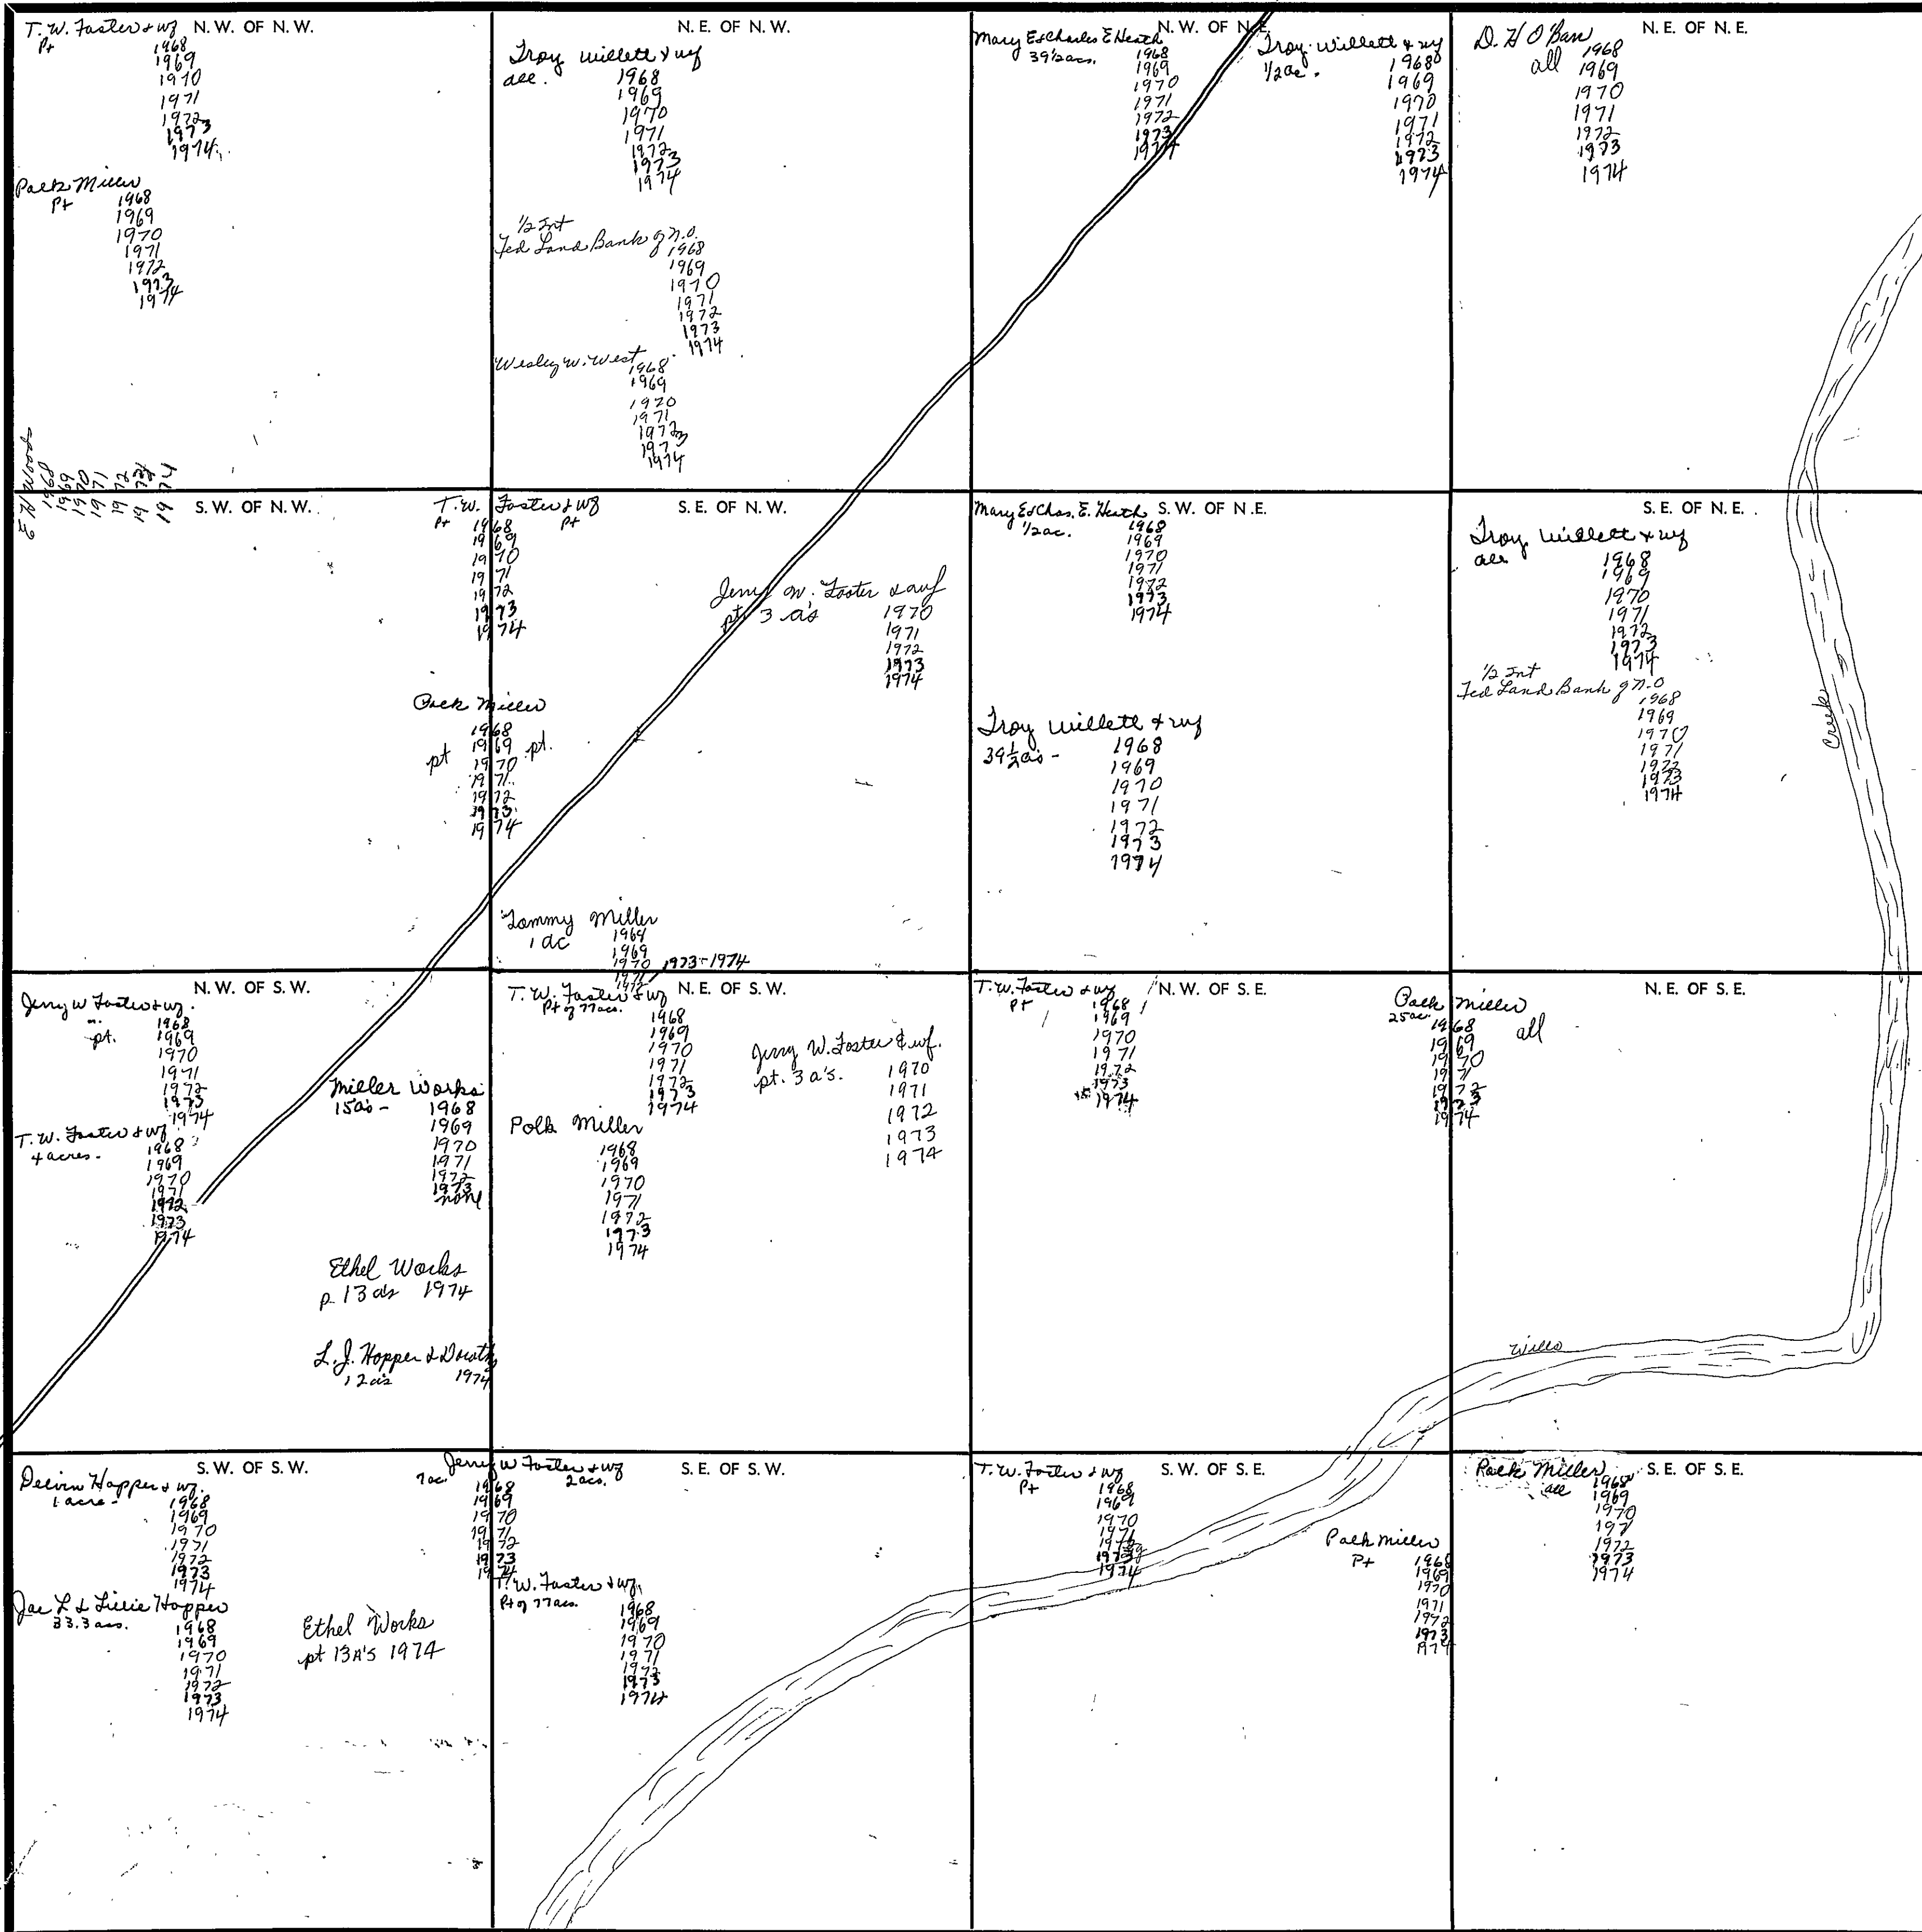 T. W. Foster & wf N. W. OF N. W.
Pt
1968
1969
1970
1971
1972
1973
1974
Polk Miller
Pt
1968
1969
1970
1971
1972
1973
1974
E. R. Woods
1968
1969
1970
1971
1972
1973
1974
N. E. OF N. W.
Troy Willett & wf
all.
1968
1969
1970
1971
1972
1973
1974
1/2 Int
Fed Land Bank of N.O.
1968
1969
1970
1971
1972
1973
1974
Wesley W. West
1968
1969
1970
1971
1972
1973
1974
N. W. OF N. E.
Mary E & Charles E Heath
39 1/2 acs.
1968
1969
1970
1971
1972
1973
1974
Troy Willett & wf
1/2 ac.
1968
1969
1970
1971
1972
1973
1974
N. E. OF N. E.
D. H O'Barr
all
1968
1969
1970
1971
1972
1973
1974
S. W. OF N. W.
T. W. Foster & wf
Pt Pt
1968
1969
1970
1971
1972
1973
1974
Polk Miller
pt pt.
1968
1969
1970
1971
1972
1973
1974
S. E. OF N. W.
Jerry W. Foster & wf
pt 3 a's
1970
1971
1972
1973
1974
Tommy Miller
1 ac
1969
1970
1971
1972
1973-1974
S. W. OF N. E.
Mary E & Chas. E. Heath
1/2 ac.
1968
1969
1970
1971
1972
1973
1974
Troy Willett & wf
39 1/2 a's -
1968
1969
1970
1971
1972
1973
1974
S. E. OF N. E.
Troy Willett & wf
all
1968
1969
1970
1971
1972
1973
1974
1/2 Int
Fed Land Bank of N.O
1968
1969
1970
1971
1972
1973
1974
Creek
N. W. OF S. W.
Jerry W Foster & wf.
pt.
1968
1969
1970
1971
1972
1973
1974
T. W. Foster & wf
4 acres -
1968
1969
1970
1971
1972
1973
1974
Miller Works
15 a's -
1968
1969
1970
1971
1972
1973
none
Ethel Works
p 13 a's 1974
L. J. Hopper &
12 a's 1974
N. E. OF S. W.
T. W. Foster & wf
Pt of 77 acs.
1968
1969
1970
1971
1972
1973
1974
Jerry W. Foster & wf.
pt. 3 a's.
1970
1971
1972
1973
1974
Polk Miller
1968
1969
1970
1971
1972
1973
1974
N. W. OF S. E.
T. W. Foster & wf
Pt
1968
1969
1970
1971
1972
1973
1974
Polk Miller
25 ac. all
1968
1969
1970
1971
1972
1973
1974
N. E. OF S. E.
Wills
S. W. OF S. W.
Delvin Hopper & wf.
1 acre -
1968
1969
1970
1971
1972
1973
1974
Joe L & Lillie Hopper
33.3 acs.
1968
1969
1970
1971
1972
1973
1974
Ethel Works
pt 13 A's 1974
Jerry W Foster & wf
7 ac. 2 acs.
1968
1969
1970
1971
1972
1973
1974
S. E. OF S. W.
T. W. Foster & wf.
Pt of 77 acs.
1968
1969
1970
1971
1972
1973
1974
S. W. OF S. E.
T. W. Foster & wf
Pt
1968
1969
1970
1971
1972
1973
1974
Polk Miller
Pt
1968
1969
1970
1971
1972
1973
1974
S. E. OF S. E.
Polk Miller
all
1968
1969
1970
1971
1972
1973
1974